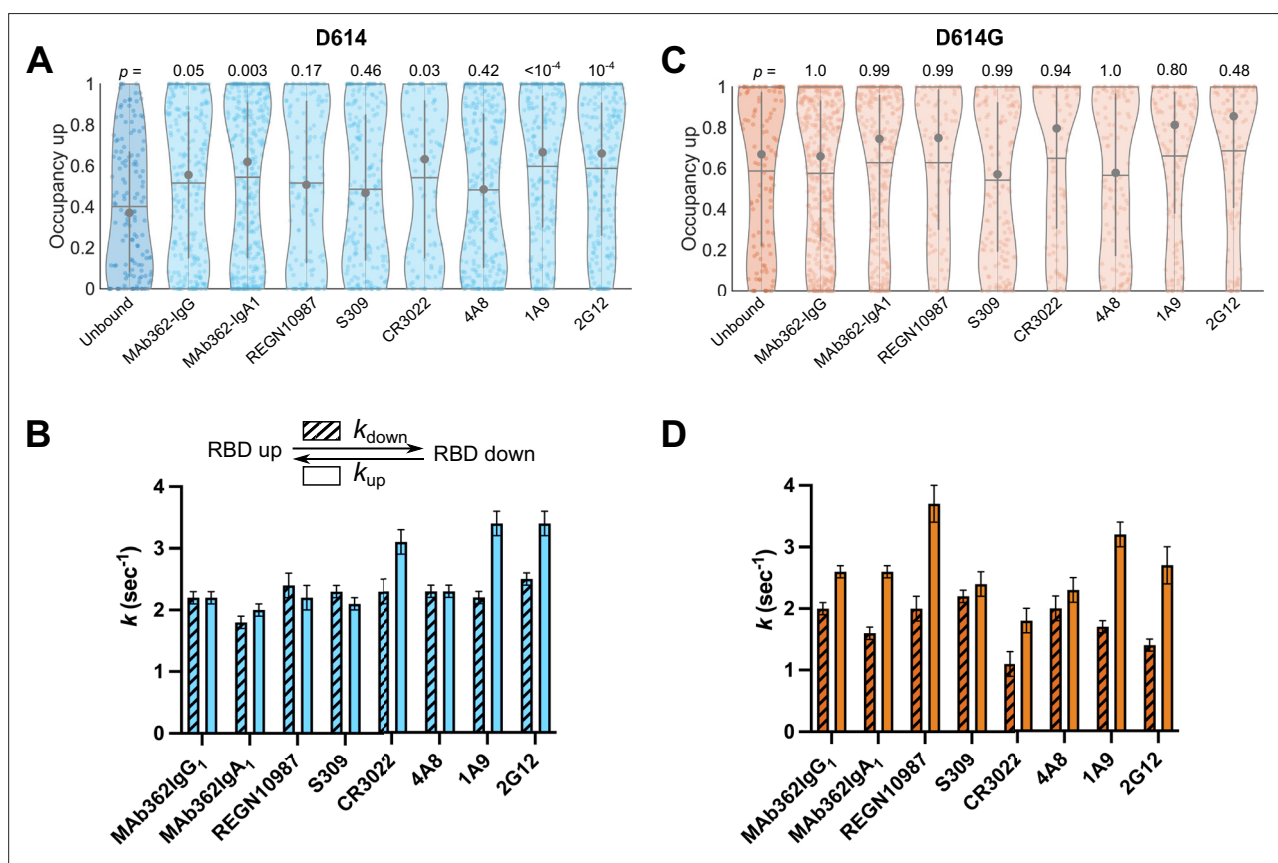 A
D614
p = 0.05 0.003 0.17 0.46 0.03 0.42 <10-4 10-4
Occupancy up
1
0.8
0.6
0.4
0.2
0
Unbound
MAb362-IgG
MAb362-IgA1
REGN10987
S309
CR3022
4A8
1A9
2G12
C
D614G
p = 1.0 0.99 0.99 0.99 0.94 1.0 0.80 0.48
Occupancy up
1
0.8
0.6
0.4
0.2
0
Unbound
MAb362-IgG
MAb362-IgA1
REGN10987
S309
CR3022
4A8
1A9
2G12
B
kdown
RBD up RBD down
kup
k (sec-1)
4
3
2
1
0
MAb362IgG1
MAb362IgA1
REGN10987
S309
CR3022
4A8
1A9
2G12
D
k (sec-1)
4
3
2
1
0
MAb362IgG1
MAb362IgA1
REGN10987
S309
CR3022
4A8
1A9
2G12